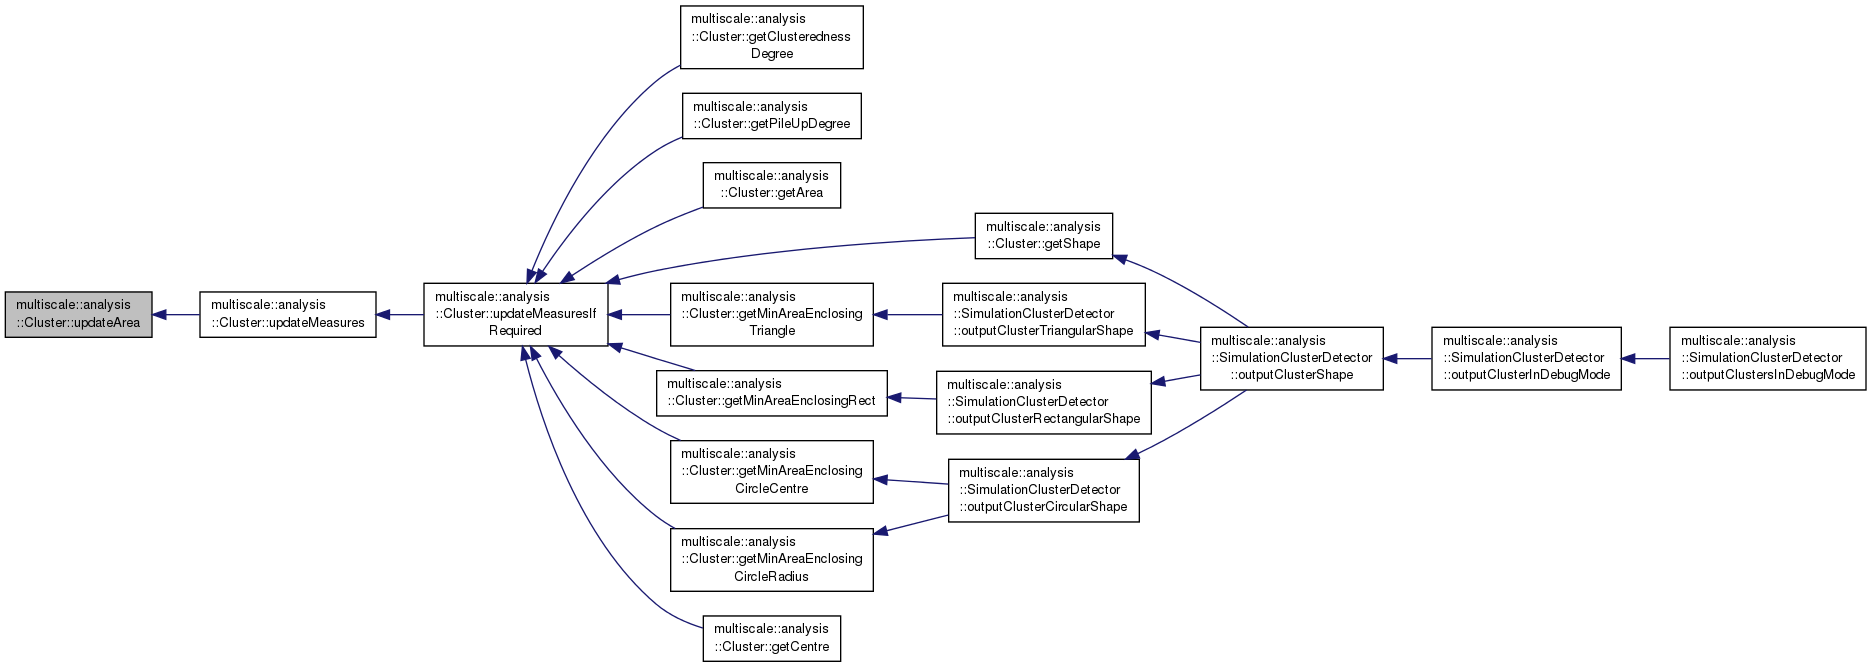 multiscale::analysis
::Cluster::getClusteredness
Degree
multiscale::analysis
::Cluster::getPileUpDegree
multiscale::analysis
::Cluster::getArea
multiscale::analysis
::Cluster::getShape
multiscale::analysis
::Cluster::updateArea
multiscale::analysis
::Cluster::updateMeasures
multiscale::analysis
::Cluster::updateMeasuresIf
Required
multiscale::analysis
::Cluster::getMinAreaEnclosing
Triangle
multiscale::analysis
::SimulationClusterDetector
::outputClusterTriangularShape
multiscale::analysis
::SimulationClusterDetector
::outputClusterShape
multiscale::analysis
::SimulationClusterDetector
::outputClusterInDebugMode
multiscale::analysis
::SimulationClusterDetector
::outputClustersInDebugMode
multiscale::analysis
::Cluster::getMinAreaEnclosingRect
multiscale::analysis
::SimulationClusterDetector
::outputClusterRectangularShape
multiscale::analysis
::Cluster::getMinAreaEnclosing
CircleCentre
multiscale::analysis
::SimulationClusterDetector
::outputClusterCircularShape
multiscale::analysis
::Cluster::getMinAreaEnclosing
CircleRadius
multiscale::analysis
::Cluster::getCentre